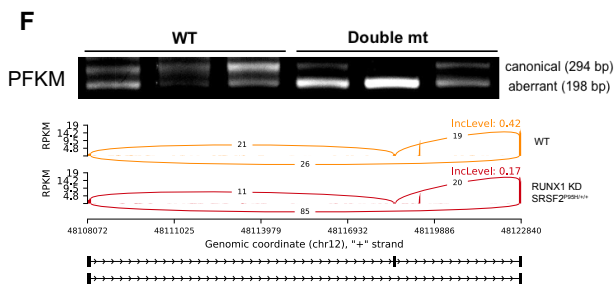 F
WT Double mt
PFKM
canonical (294 bp)
aberrant (198 bp)
RPKM
19
14.2
9.5
4.8
IncLevel: 0.42
21
19
26
WT
RPKM
19
14.2
9.5
4.8
IncLevel: 0.17
11
20
85
RUNX1 KD
SRSF2P95H/+/+
48108072 48111025 48113979 48116932 48119886 48122840
Genomic coordinate (chr12), "+" strand